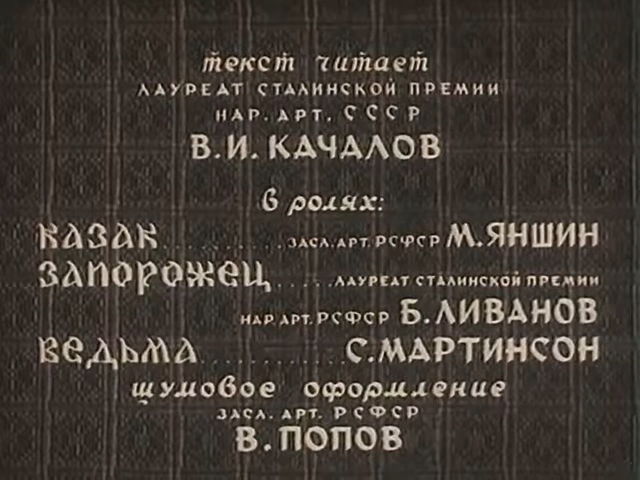 текст читает
ЛАУРЕАТ СТАЛИНСКОЙ ПРЕМИИ
НАР. АРТ. СССР
В.И. КАЧАЛОВ
в ролях:
КАЗАК..........ЗАСЛ. АРТ. РСФСР М. ЯНШИН
ЗАПОРОЖЕЦ.....ЛАУРЕАТ СТАЛИНСКОЙ ПРЕМИИ
НАР. АРТ. РСФСР Б. ЛИВАНОВ
ВЕДЬМА...........С. МАРТИНСОН
шумовое оформление
ЗАСЛ. АРТ. РСФСР
В. ПОПОВ